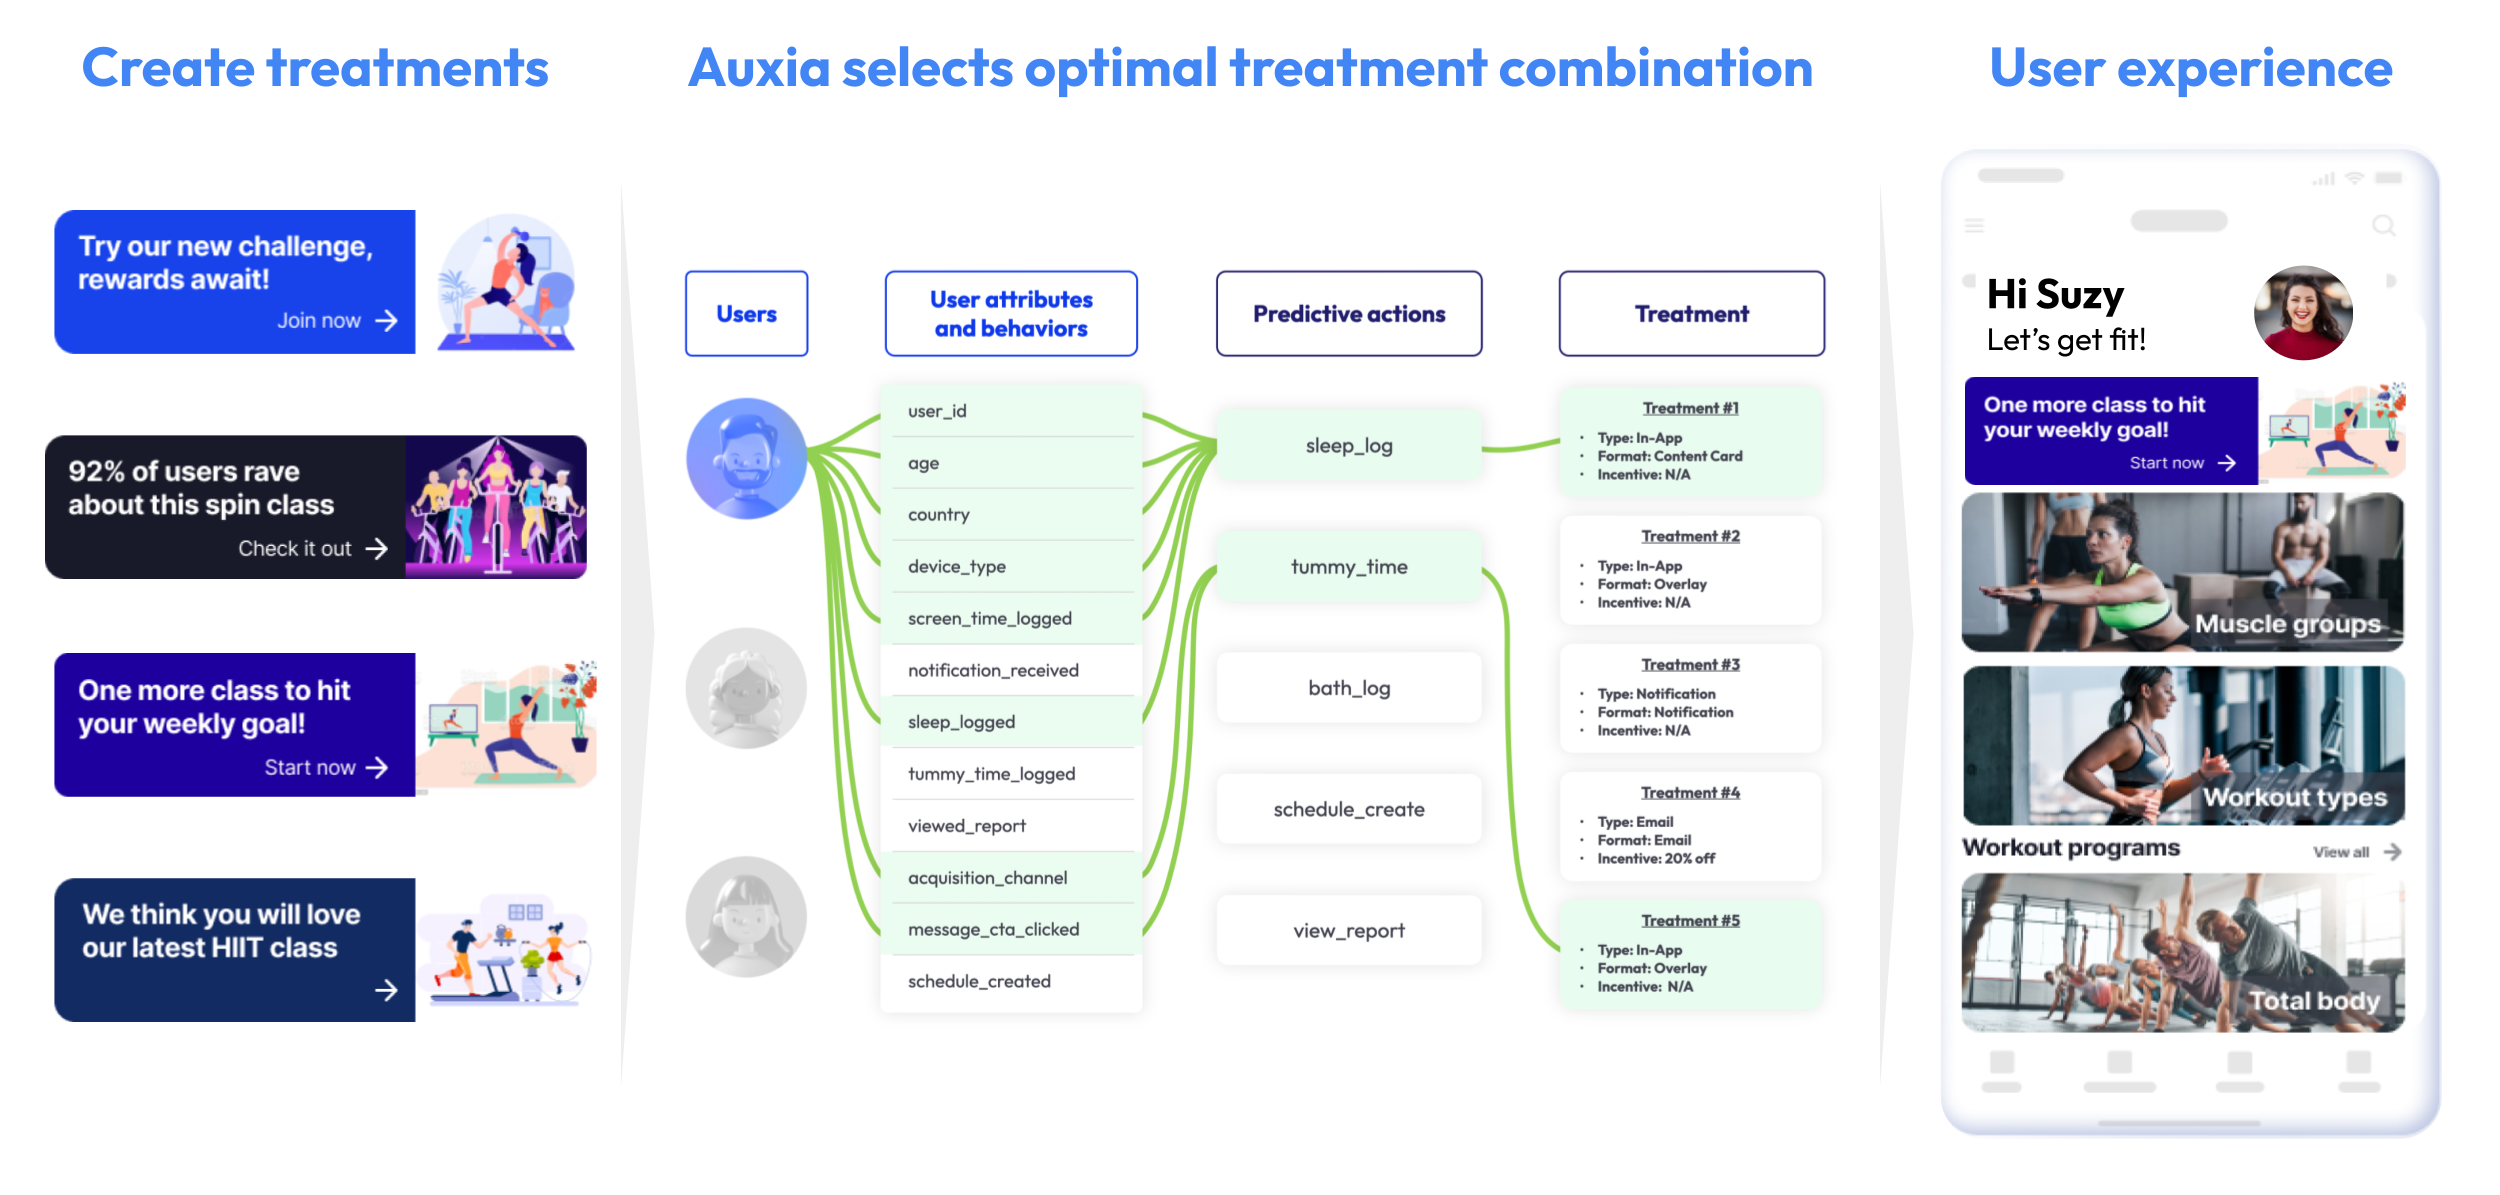 Create treatments
Auxia selects optimal treatment combination
User experience
Try our new challenge,
rewards await!
Join now
92% of users rave
about this spin class
Check it out
One more class to hit
your weekly goal!
Start now
We think you will love
our latest HIIT class
Users
User attributes
and behaviors
Predictive actions
Treatment
user_id
age
country
device_type
screen_time_logged
notification_received
sleep_logged
tummy_time_logged
viewed_report
acquisition_channel
message_cta_clicked
schedule_created
sleep_log
tummy_time
bath_log
schedule_create
view_report
Treatment #1
• Type: In-App
• Format: Content Card
• Incentive: N/A
Treatment #2
• Type: In-App
• Format: Overlay
• Incentive: N/A
Treatment #3
• Type: Notification
• Format: Notification
• Incentive: N/A
Treatment #4
• Type: Email
• Format: Email
• Incentive: 20% off
Treatment #5
• Type: In-App
• Format: Overlay
• Incentive: N/A
Hi Suzy
Let's get fit!
One more class to hit
your weekly goal!
Start now
Muscle groups
Workout types
Workout programs
View all
Total body